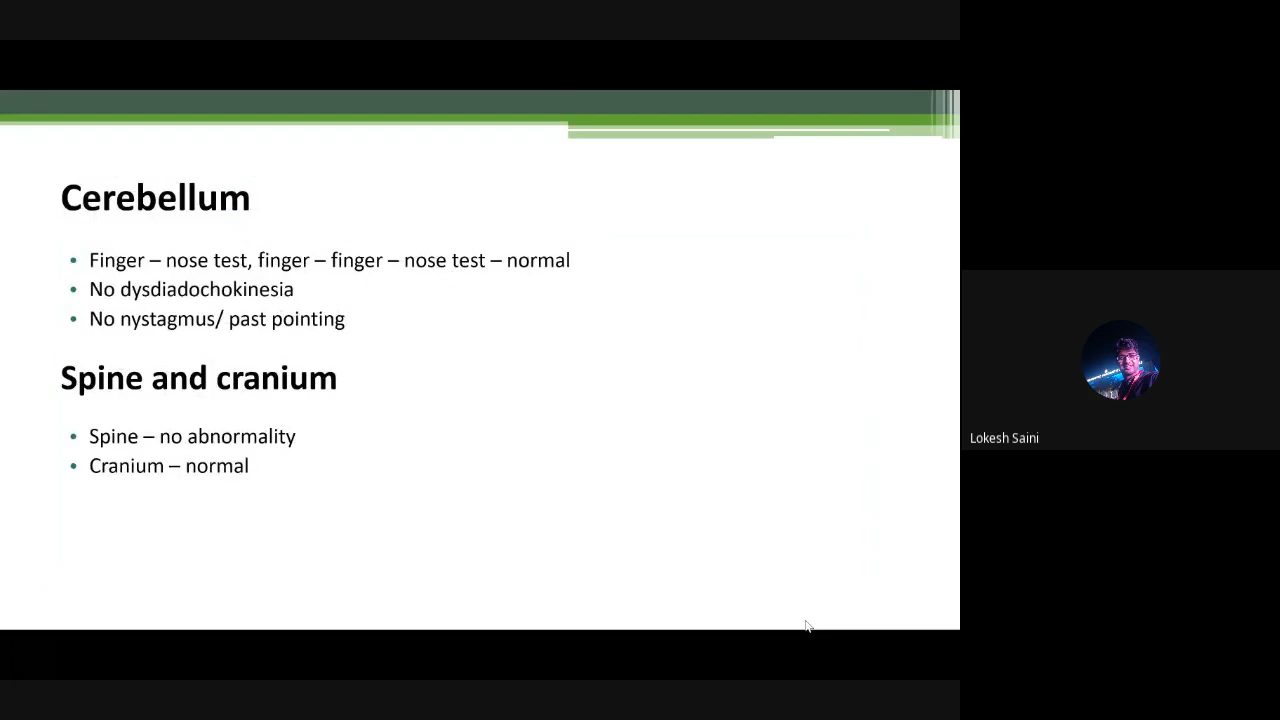 Cerebellum
Finger – nose test, finger – finger – nose test – normal
No dysdiadochokinesia
No nystagmus/ past pointing
Spine and cranium
Spine – no abnormality
Cranium – normal
Lokesh Saini